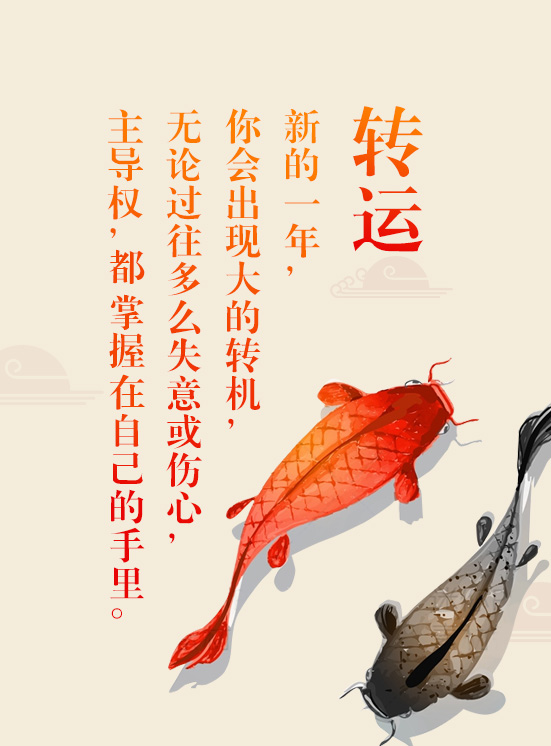 转运
新的一年，
你会出现大的转机，
无论过往多么失意或伤心，
主导权，都掌握在自己的手里。